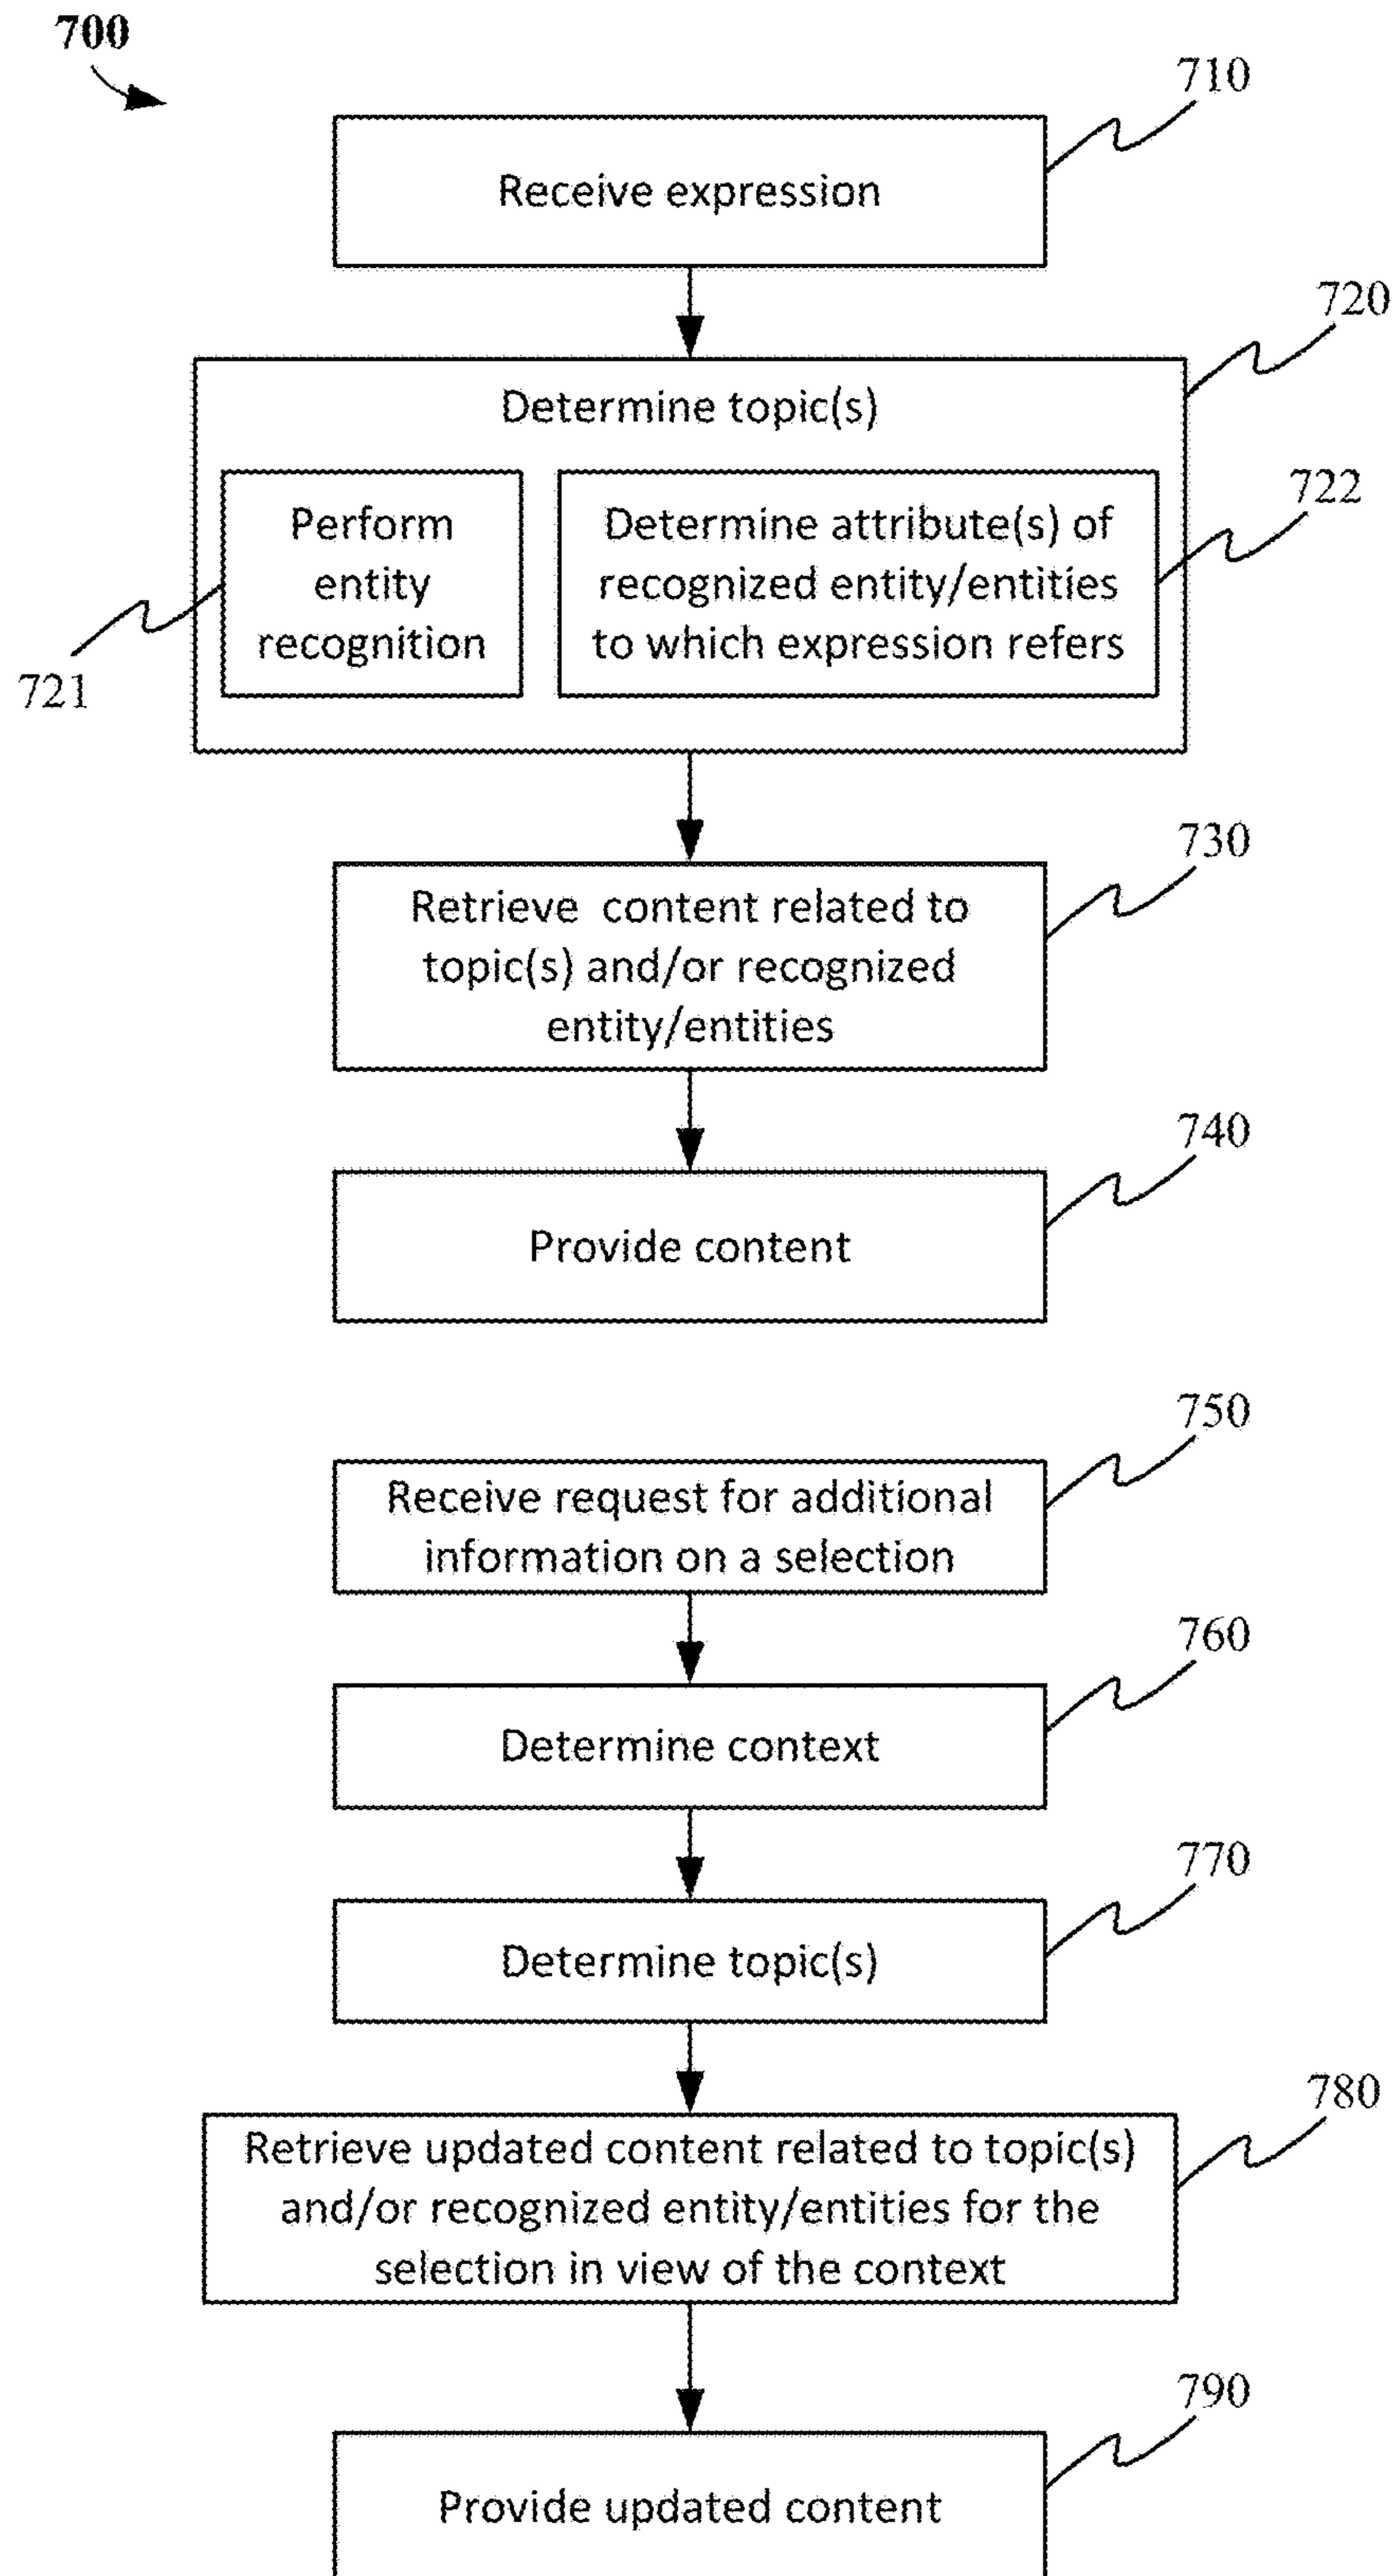 700
710
Receive expression
720
Determine topic(s)
722
Perform
entity
recognition
Determine attribute(s) of
recognized entity/entities
to which expression refers
721
730
Retrieve content related to
topic(s) and/or recognized
entity/entities
740
Provide content
750
Receive request for additional
information on a selection
760
Determine context
770
Determine topic(s)
780
Retrieve updated content related to topic(s)
and/or recognized entity/entities for the
selection in view of the context
790
Provide updated content